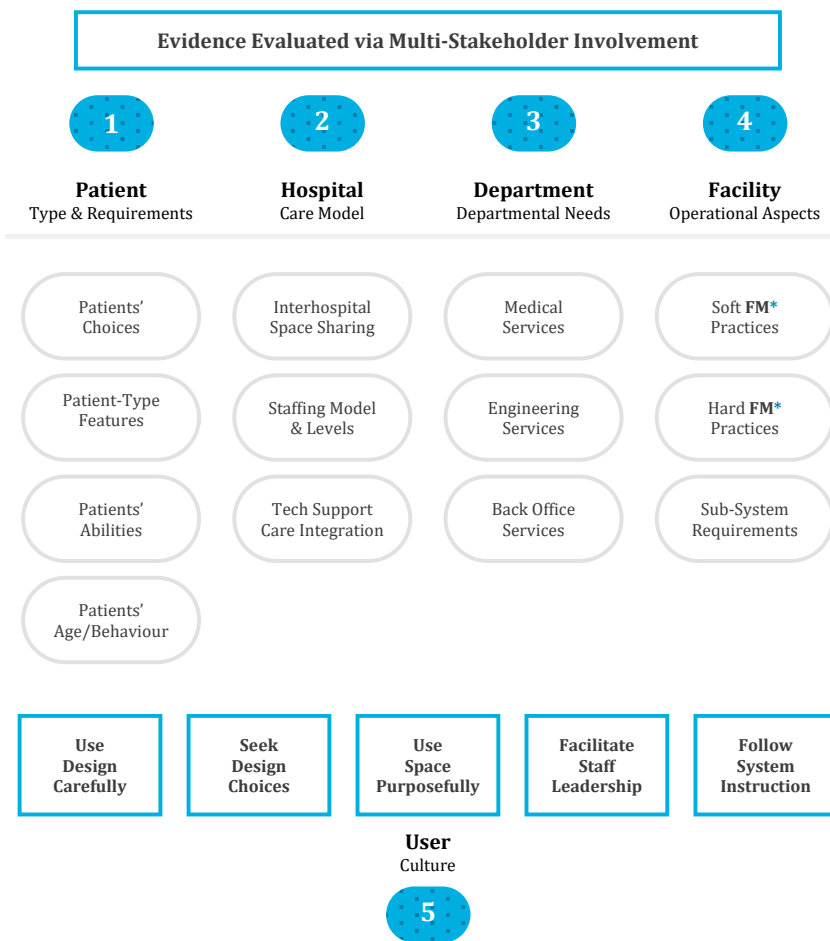 Evidence Evaluated via Multi-Stakeholder Involvement
1
2
3
4
Patient
Type & Requirements
Hospital
Care Model
Department
Departmental Needs
Facility
Operational Aspects
Patients'
Choices
Interhospital
Space Sharing
Medical
Services
Soft FM*
Practices
Patient-Type
Features
Staffing Model
& Levels
Engineering
Services
Hard FM*
Practices
Patients'
Abilities
Tech Support
Care Integration
Back Office
Services
Sub-System
Requirements
Patients'
Age/Behaviour
Use
Design
Carefully
Seek
Design
Choices
Use
Space
Purposefully
Facilitate
Staff
Leadership
Follow
System
Instruction
User
Culture
5